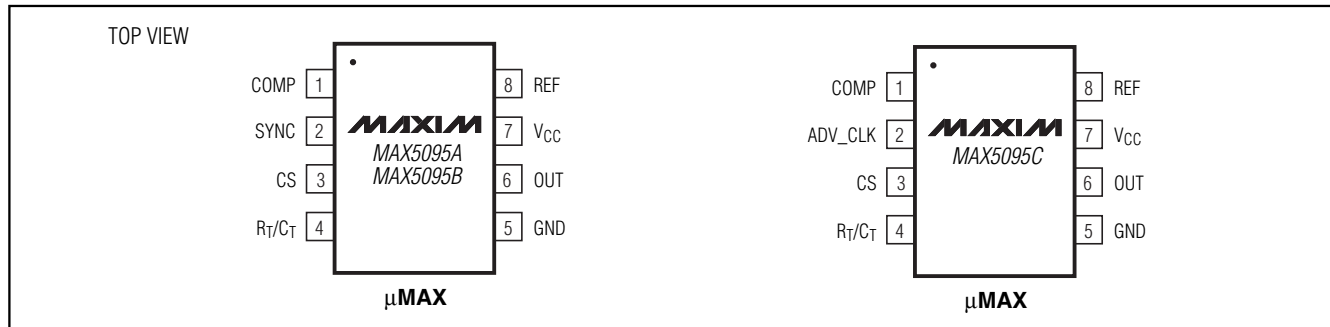 TOP VIEW
COMP 1
SYNC 2
CS 3
RT/CT 4
8 REF
7 VCC
6 OUT
5 GND
MAXIM
MAX5095A
MAX5095B
μMAX
COMP 1
ADV_CLK 2
CS 3
RT/CT 4
8 REF
7 VCC
6 OUT
5 GND
MAXIM
MAX5095C
μMAX